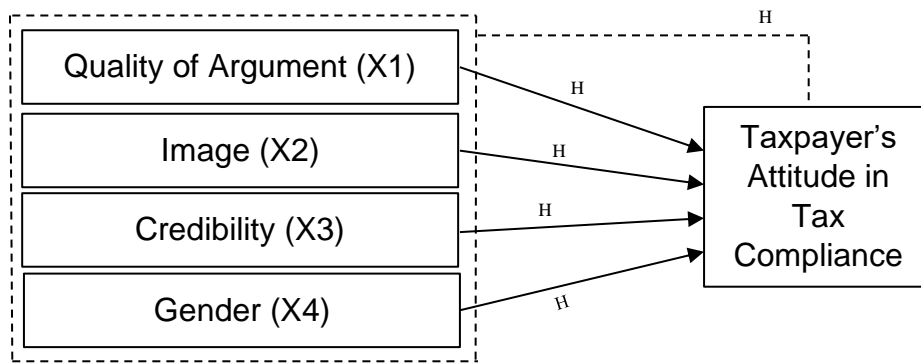 H
Quality of Argument (X1)
H
Image (X2)
H
Credibility (X3)
H
Gender (X4)
H
Taxpayer's
Attitude in
Tax
Compliance